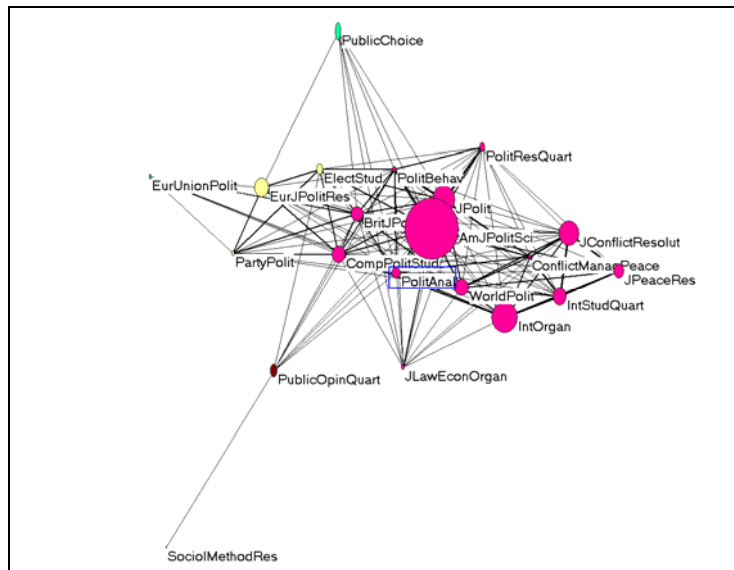 PublicChoice
PolitResQuart
ElectStud
PolitBehav
EurUnionPolit
EurJPolitRes
JPolit
BritJPo
AmJPolitSci
JConflictResolut
PartyPolit
CompPolitStud
ConflictManagPeace
PolitAnal
JPeaceRes
WorldPolit
IntStudQuart
IntOrgan
PublicOpinQuart
JLawEconOrgan
SociolMethodRes